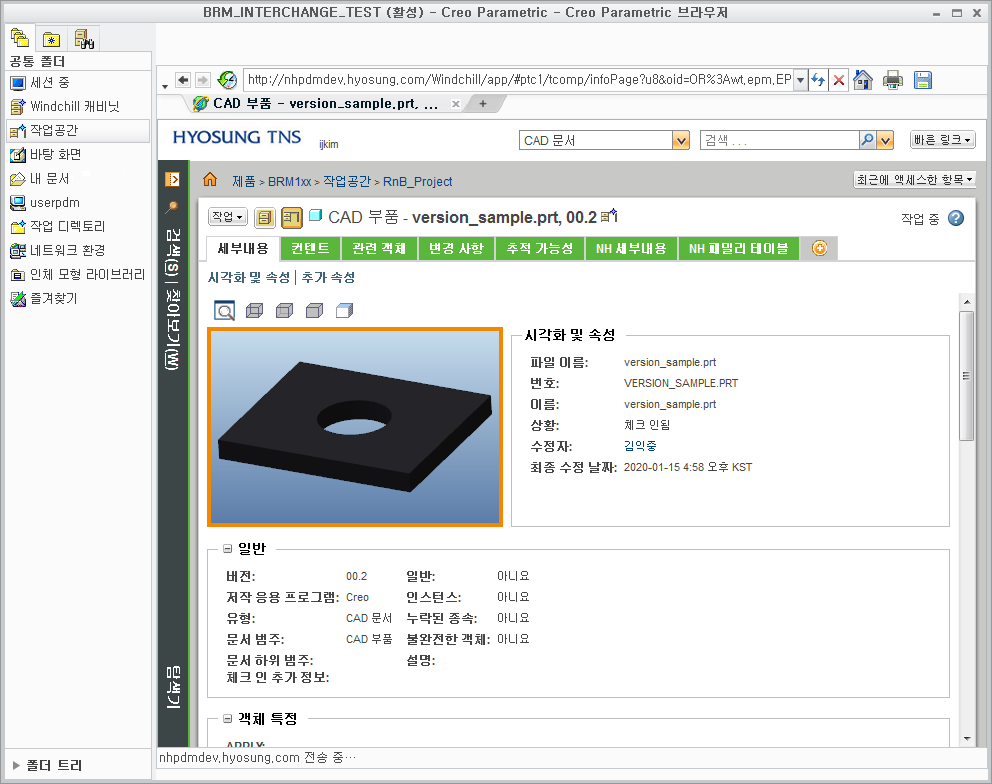 BRM_INTERCHANGE_TEST (활성) - Creo Parametric - Creo Parametric 브라우저
공통 폴더
세션 중
Windchill 캐비닛
작업공간
바탕 화면
내 문서
userpdm
작업 디렉토리
네트워크 환경
인체 모형 라이브러리
즐겨찾기
폴더 트리
http://nhpdmdev.hyosung.com/Windchill/app/#ptc1/tcomp/infoPage?u8&oid=OR%3Awt.epm.EP
CAD 부품 - version_sample.prt, ...
HYOSUNG TNS
ijkim
CAD 문서
검색 . . .
빠른 링크
제품 > BRM1xx > 작업공간 > RnB_Project
최근에 액세스한 항목
검색(S) | 찾아보기(W)
탐색기
작업
CAD 부품 - version_sample.prt, 00.2
작업 중
세부내용
컨텐트
관련 객체
변경 사항
추적 가능성
NH 세부내용
NH 패밀리 테이블
시각화 및 속성 | 추가 속성
시각화 및 속성
파일 이름: version_sample.prt
번호: VERSION_SAMPLE.PRT
이름: version_sample.prt
상황: 체크 인됨
수정자: 김익중
최종 수정 날짜: 2020-01-15 4:58 오후 KST
일반
버전: 00.2 일반: 아니요
저작 응용 프로그램: Creo 인스턴스: 아니요
유형: CAD 문서 누락된 종속: 아니요
문서 범주: CAD 부품 불완전한 객체: 아니요
문서 하위 범주: 설명:
체크 인 추가 정보:
객체 특정
APPLY:
nhpdmdev.hyosung.com 전송 중…